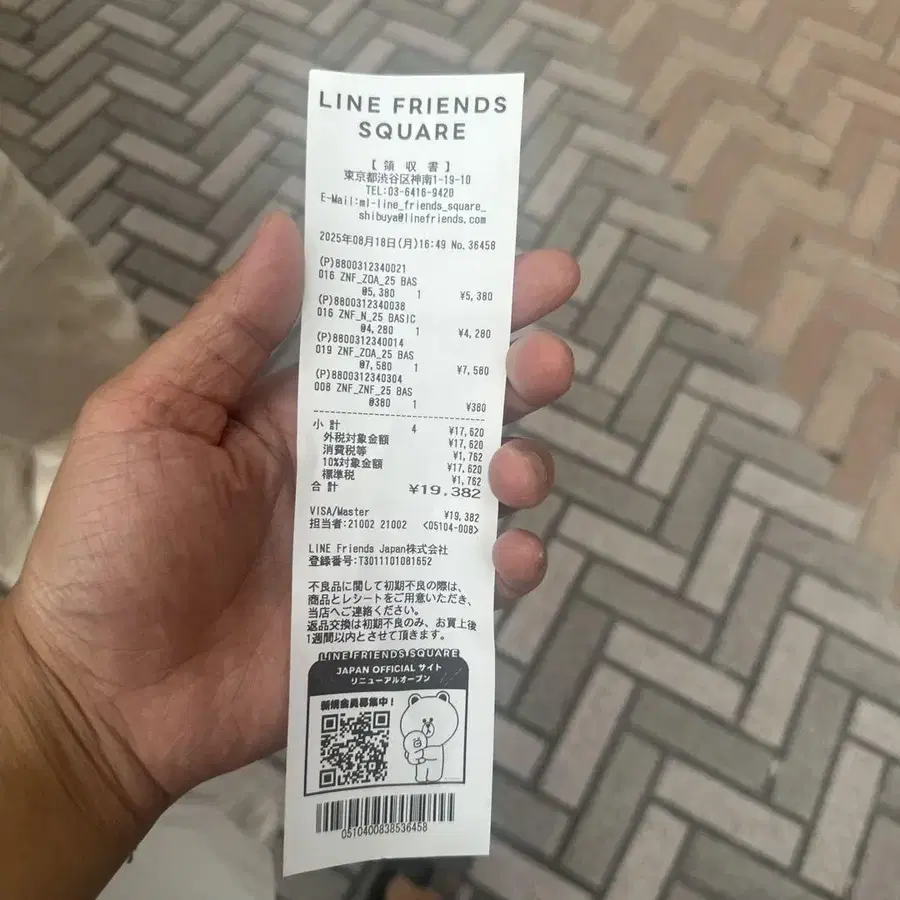 LINE FRIENDS
SQUARE
【 領 収 書 】
東京都渋谷区神南1-19-10
TEL:03-6416-9420
E-Mail:ml-line_friends_square_
shibuya@linefriends.com
2025年08月18日(月)16:49 No.36458
(P)8800312340021
016 ZNF_ZOA_25 BAS
@5,380 1 ¥5,380
(P)8800312340038
016 ZNF_N_25 BASIC
@4,280 1 ¥4,280
(P)8800312340014
019 ZNF_ZOA_25 BAS
@7,580 1 ¥7,580
(P)8800312340304
008 ZNF_ZNF_25 BAS
@380 1 ¥380
小 計 4 ¥17,620
外税対象金額 ¥17,620
消費税等 ¥1,762
10%対象金額 ¥17,620
標準税 ¥1,762
合 計 ¥19,382
VISA/Master ¥19,382
担当者:21002 21002 <05104-008>
LINE Friends Japan株式会社
登録番号:T3011101081652
不良品に関して初期不良の際は、
商品とレシートをご用意いただき、
当店へご連絡ください。
返品交換は初期不良のみ、お買上後
1週間以内とさせて頂きます。
LINE FRIENDS SQUARE
JAPAN OFFICIAL サイト
リニューアルオープン
新規会員募集中!
0510400838536458